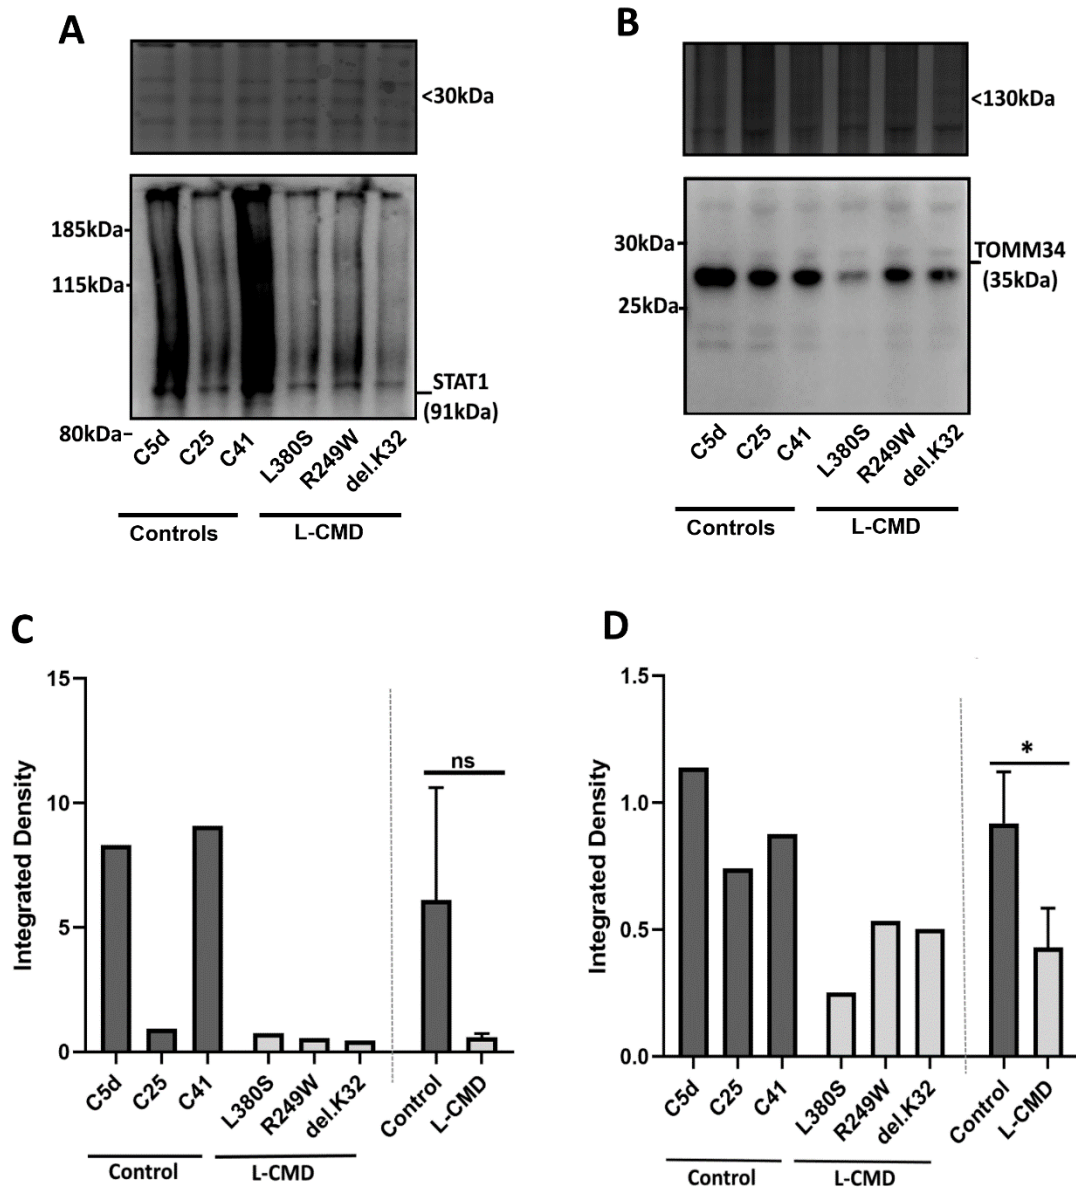 A
<30kDa
185kDa
115kDa
80kDa
STAT1
(91kDa)
C5d
C25
C41
L380S
R249W
del.K32
Controls
L-CMD
B
<130kDa
30kDa
25kDa
TOMM34
(35kDa)
C5d
C25
C41
L380S
R249W
del.K32
Controls
L-CMD
C
Integrated Density
15
10
5
0
ns
C5d
C25
C41
L380S
R249W
del.K32
Control
L-CMD
Control
L-CMD
D
Integrated Density
1.5
1.0
0.5
0.0
*
C5d
C25
C41
L380S
R249W
del.K32
Control
L-CMD
Control
L-CMD